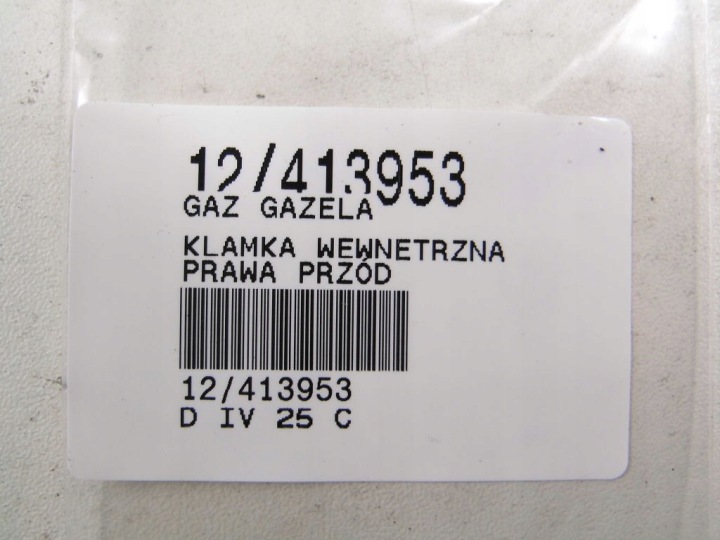 12/413953
GAZ GAZELA
KLAMKA WEWNETRZNA
PRAWA PRZÓD
12/413953
D IV 25 C